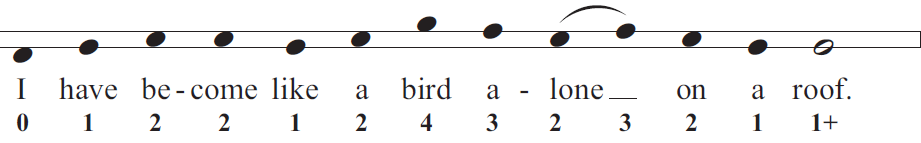 I have be - come like a bird a - lone __ on a roof.
0 1 2 2 1 2 4 3 2 3 2 1 1+